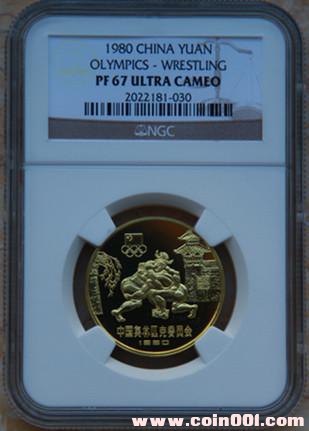 1980 CHINA YUAN
OLYMPICS - WRESTLING
PF 67 ULTRA CAMEO
2022181-030
NGC
中国奥林匹克委员会
1980
www.coin001.com